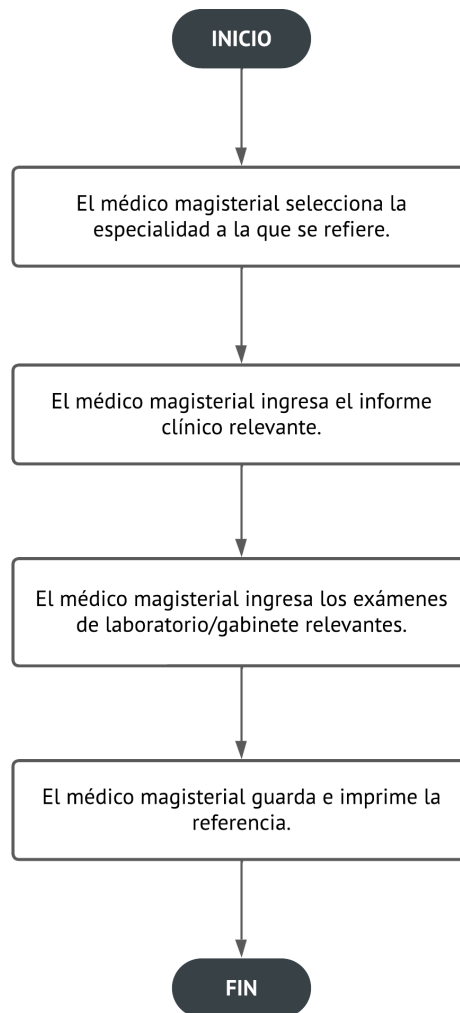 INICIO
El médico magisterial selecciona la
especialidad a la que se refiere.
El médico magisterial ingresa el informe
clínico relevante.
El médico magisterial ingresa los exámenes
de laboratorio/gabinete relevantes.
El médico magisterial guarda e imprime la
referencia.
FIN